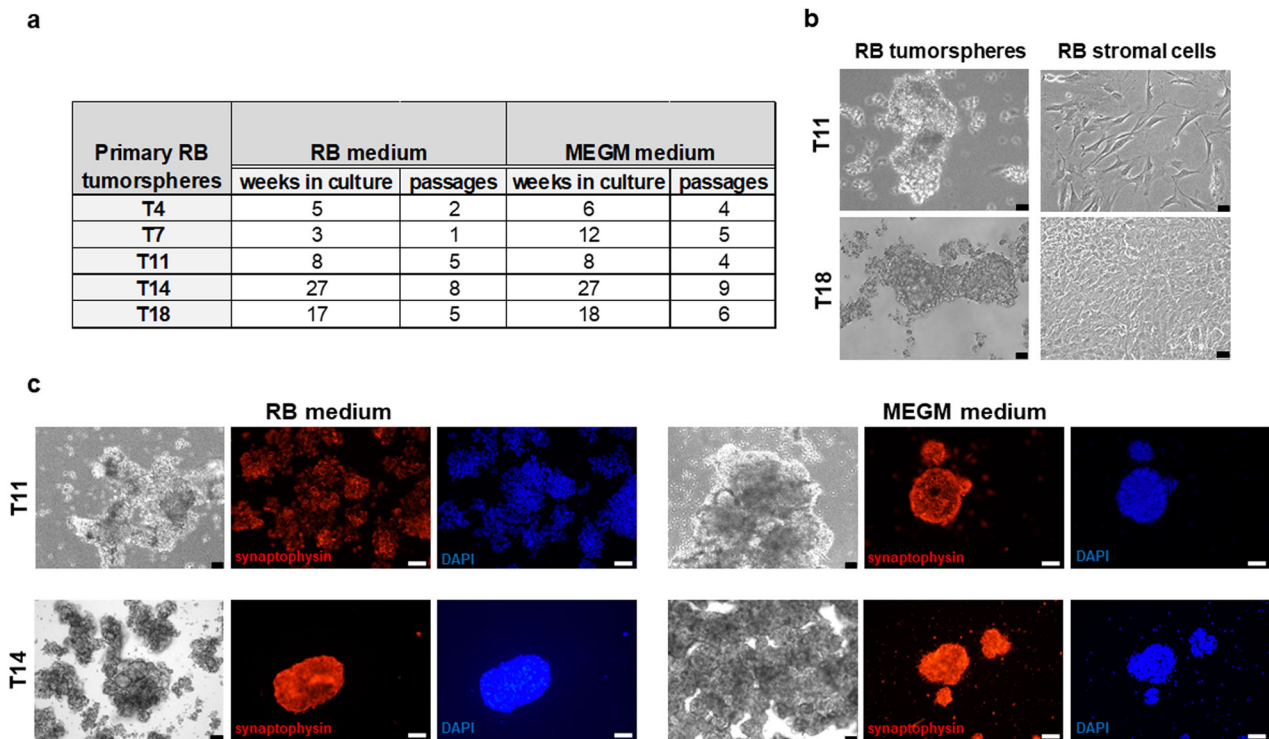 a
Primary RB tumorspheres
RB medium
MEGM medium
weeks in culture passages weeks in culture passages
T4 5 2 6 4
T7 3 1 12 5
T11 8 5 8 4
T14 27 8 27 9
T18 17 5 18 6
b
RB tumorspheres RB stromal cells
T11
T18
c
RB medium MEGM medium
T11
synaptophysin DAPI synaptophysin DAPI
T14
synaptophysin DAPI synaptophysin DAPI